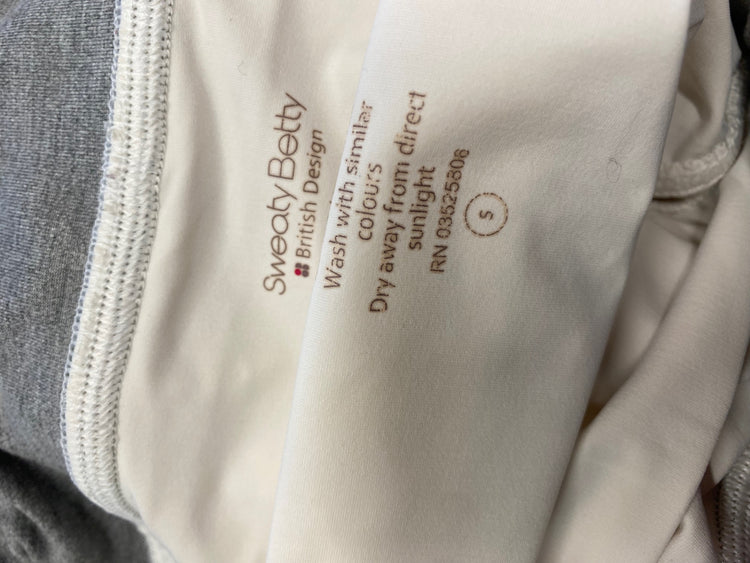 Sweaty Betty
British Design
Wash with similar
colours
Dry away from direct
sunlight
RN 03525306
S